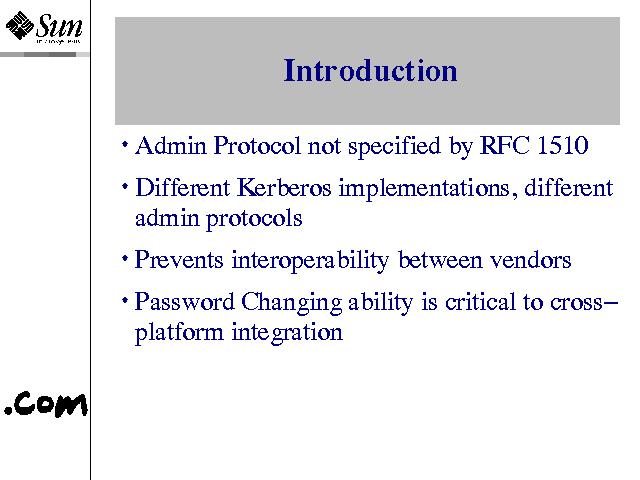 Sun
microsystems
Introduction
• Admin Protocol not specified by RFC 1510
• Different Kerberos implementations, different
admin protocols
• Prevents interoperability between vendors
• Password Changing ability is critical to cross–
platform integration
.com